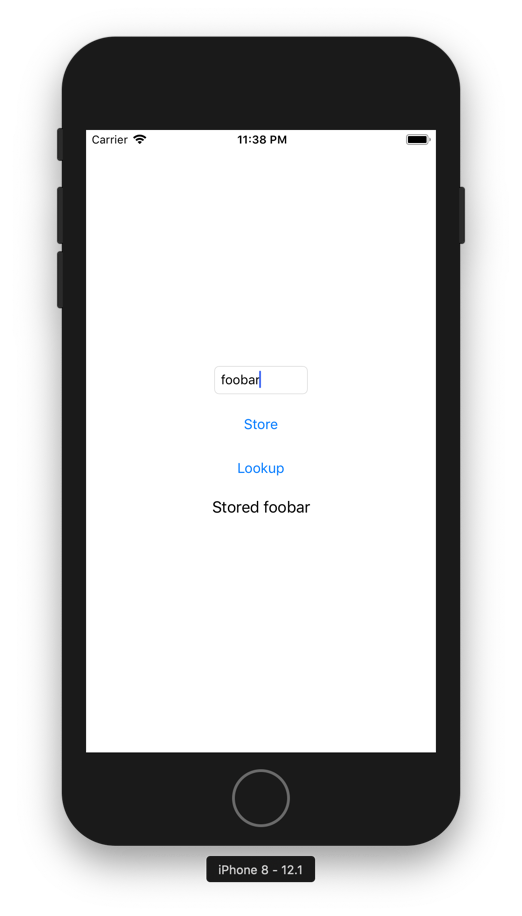 Carrier 11:38 PM
foobar
Store
Lookup
Stored foobar
iPhone 8 - 12.1